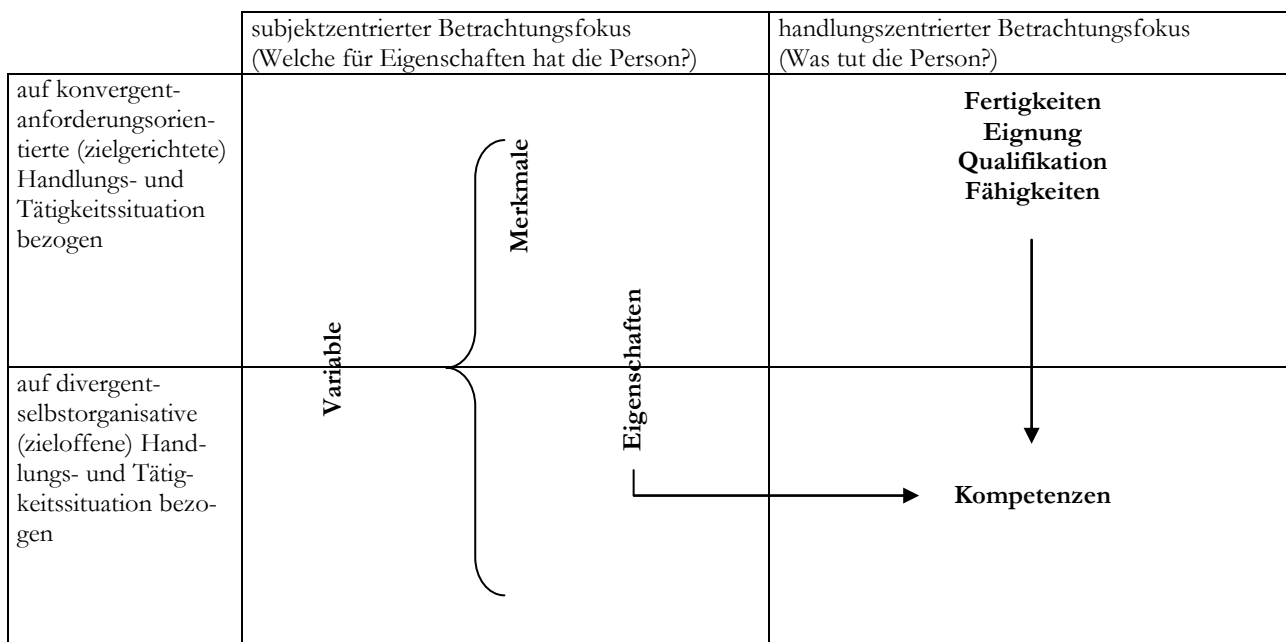 subjektzentrierter Betrachtungsfokus
(Welche für Eigenschaften hat die Person?)
handlungszentrierter Betrachtungsfokus
(Was tut die Person?)
auf konvergent-
anforderungsorien-
tierte (zielgerichtete)
Handlungs- und
Tätigkeitssituation
bezogen
Variable
Merkmale
Eigenschaften
Fertigkeiten
Eignung
Qualifikation
Fähigkeiten
auf divergent-
selbstorganisative
(zieloffene) Hand-
lungs- und Tätig-
keitssituation bezo-
gen
Kompetenzen